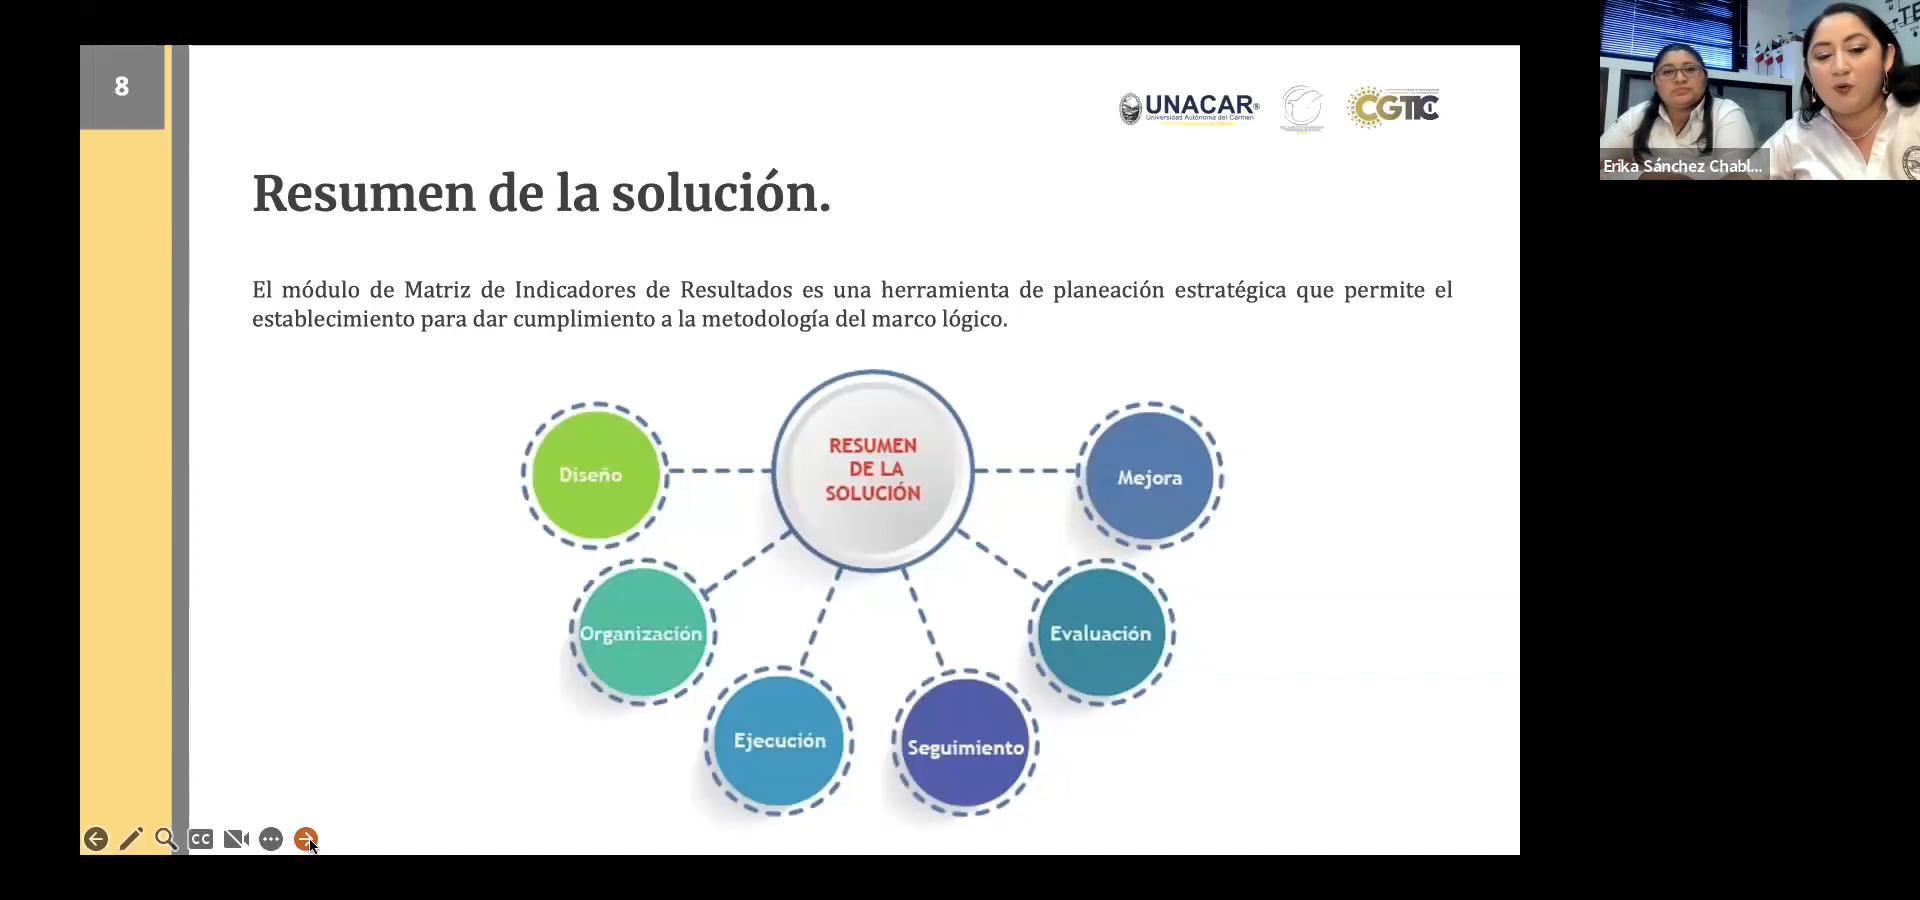 8
UNACAR®
Universidad Autónoma del Carmen
CGTIC
Resumen de la solución.
El módulo de Matriz de Indicadores de Resultados es una herramienta de planeación estratégica que permite el
establecimiento para dar cumplimiento a la metodología del marco lógico.
RESUMEN
DE LA
SOLUCIÓN
Diseño
Mejora
Organización
Evaluación
Ejecución
Seguimiento
CC
Erika Sánchez Chabl...